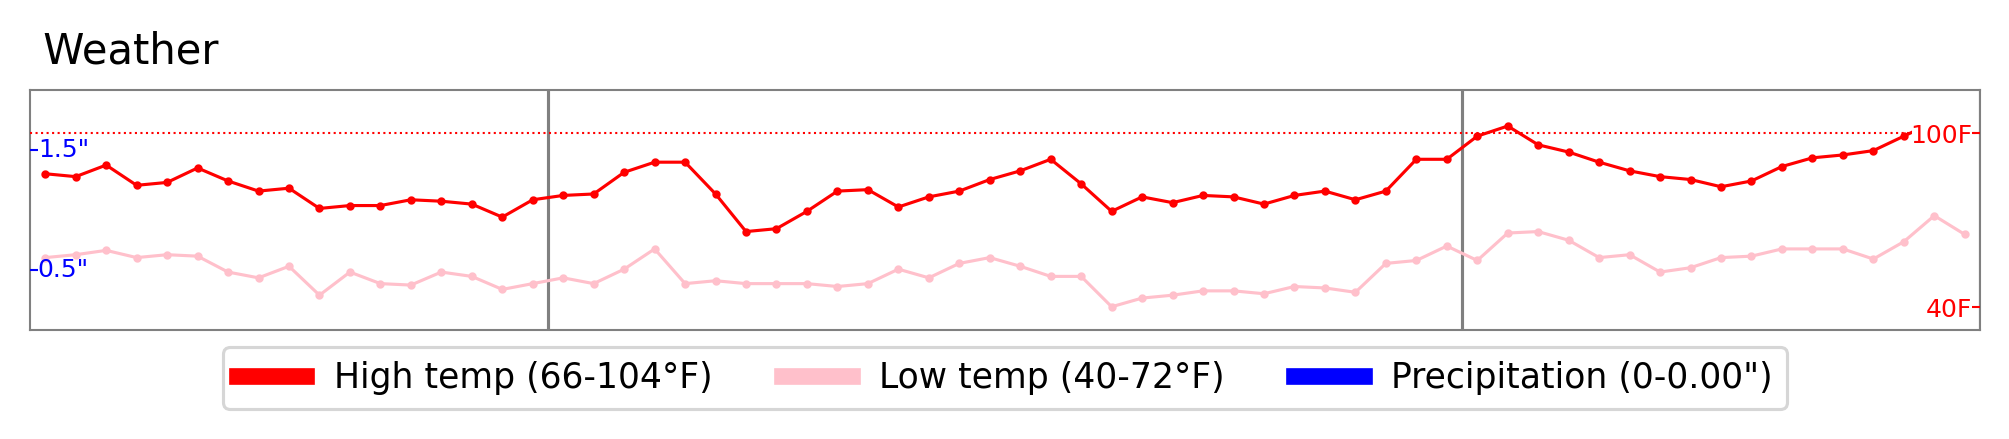 Weather
1.5"
100F
0.5"
40F
High temp (66-104°F) Low temp (40-72°F) Precipitation (0-0.00")